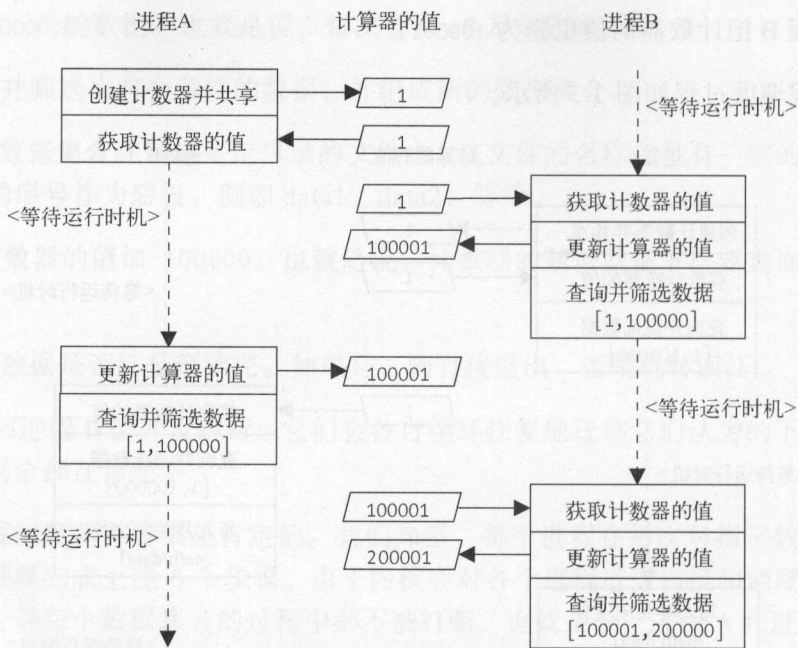 进程A
计算器的值
进程B
创建计数器并共享
1
<等待运行时机>
获取计数器的值
1
1
获取计数器的值
<等待运行时机>
100001
更新计算器的值
查询并筛选数据
[1,100000]
更新计算器的值
100001
查询并筛选数据
[1,100000]
<等待运行时机>
100001
获取计算器的值
<等待运行时机>
200001
更新计算器的值
查询并筛选数据
[100001,200000]